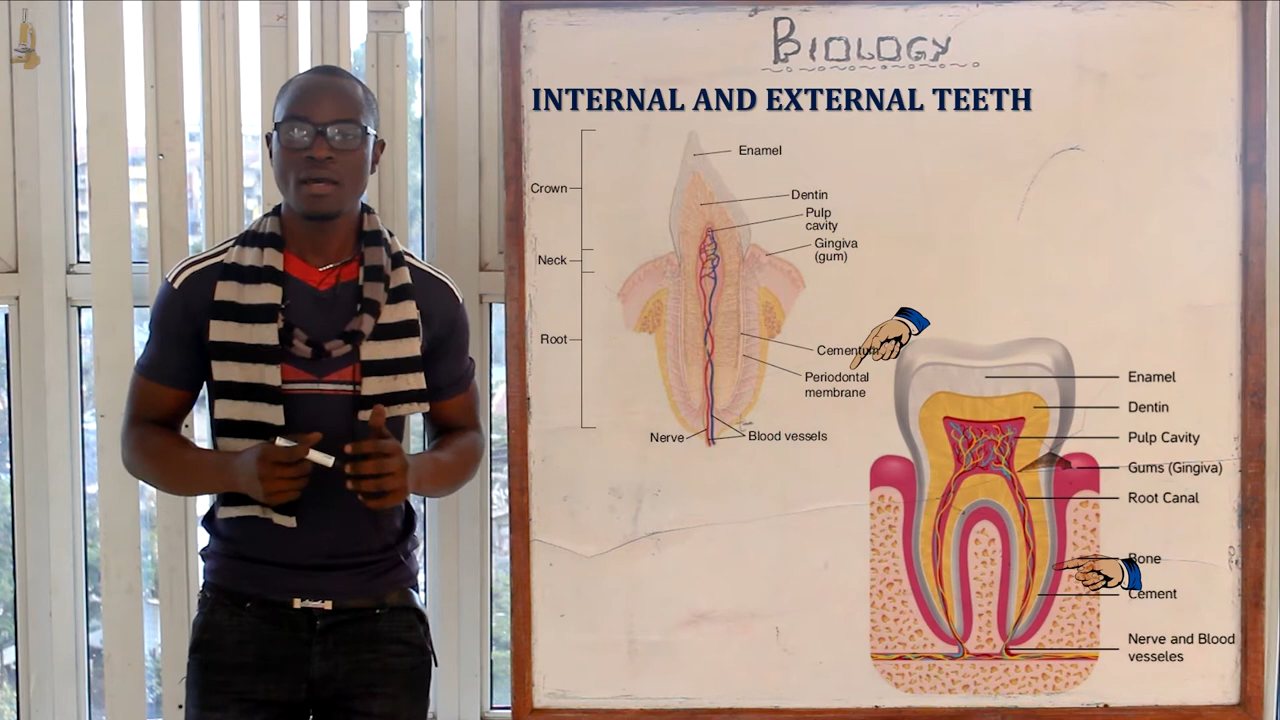 BIOLOGY
INTERNAL AND EXTERNAL TEETH
Enamel
Crown
Dentin
Pulp
cavity
Gingiva
(gum)
Neck
Root
Cementum
Periodontal
membrane
Nerve
Blood vessels
Enamel
Dentin
Pulp Cavity
Gums (Gingiva)
Root Canal
Bone
Cement
Nerve and Blood
vesseles